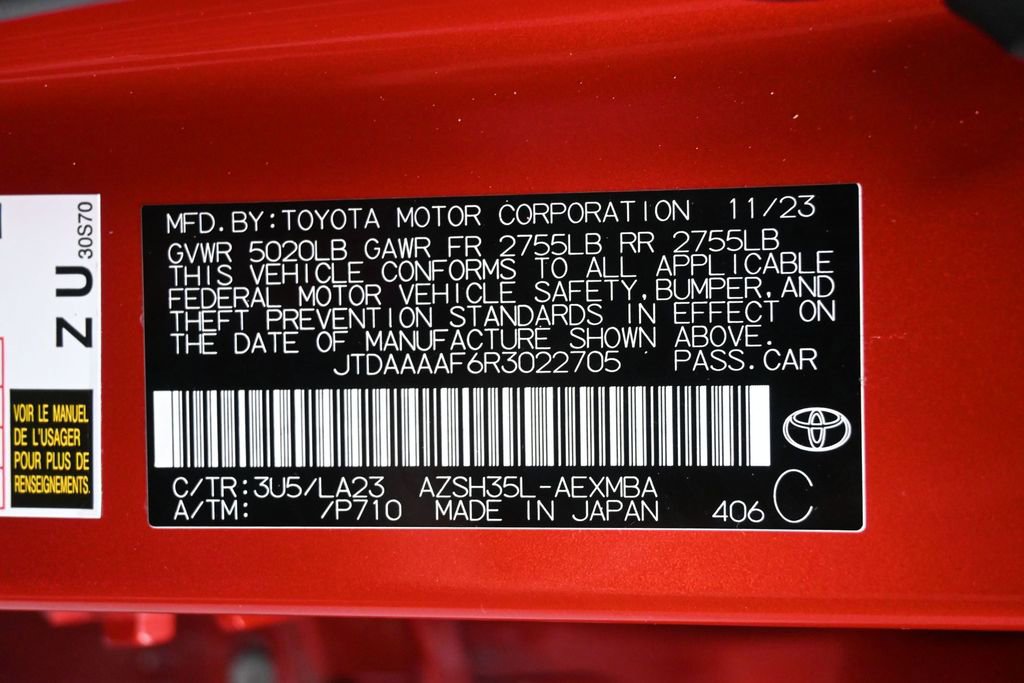 MFD.BY:TOYOTA MOTOR CORPORATION 11/23
GVWR 5020LB GAWR FR 2755LB RR 2755LB
THIS VEHICLE CONFORMS TO ALL APPLICABLE
FEDERAL MOTOR VEHICLE SAFETY,BUMPER,AND
THEFT PREVENTION STANDARDS IN EFFECT ON
THE DATE OF MANUFACTURE SHOWN ABOVE.
JTDAAAAF6R3022705 PASS.CAR
C/TR:3U5/LA23 AZSH35L-AEXMBA
A/TM: /P710 MADE IN JAPAN 406 C
Z U 30S70
VOIR LE MANUEL
DE L'USAGER
POUR PLUS DE
RENSEIGNEMENTS.